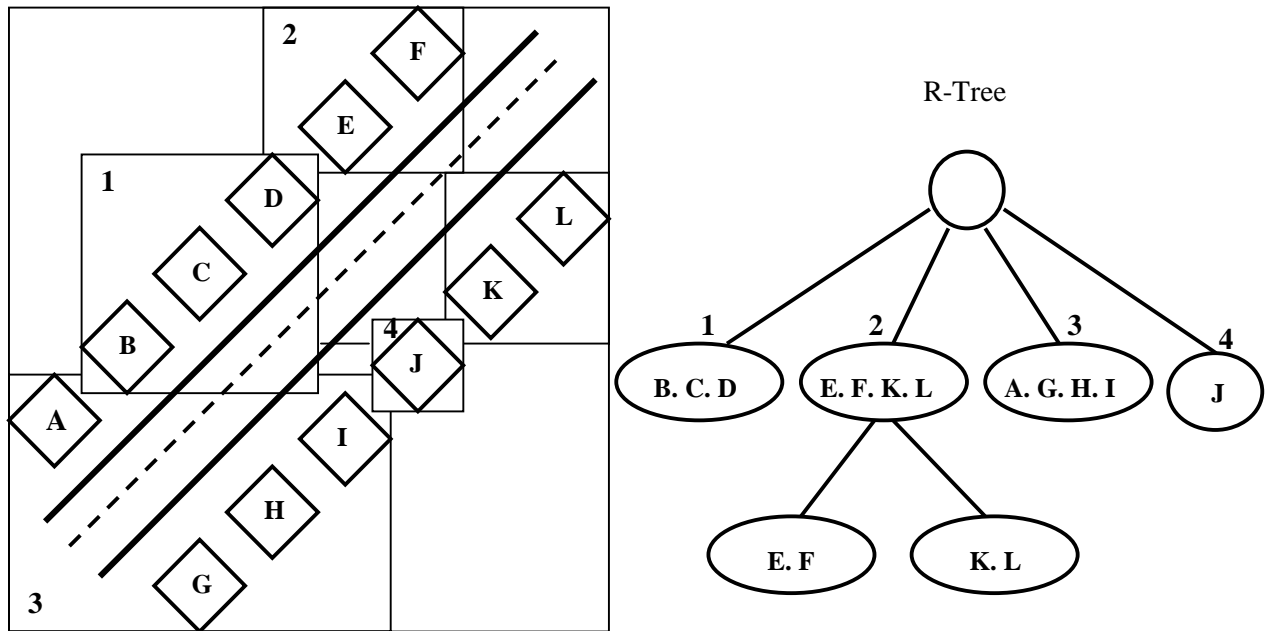 2
F
E
1
D
C
B
A
L
K
4
J
I
H
G
3
R-Tree
1
2
3
4
B. C. D
E. F. K. L
A. G. H. I
J
E. F
K. L